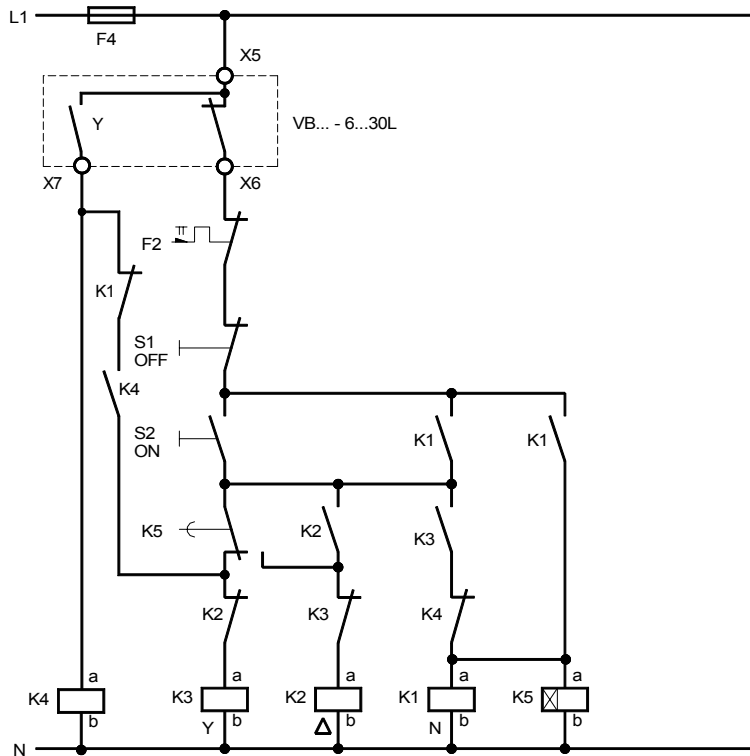 L1
F4
X5
Y
VB... - 6...30L
X7
X6
F2
K1
S1
OFF
K4
S2
ON
K1
K1
K5
K2
K3
K2
K3
K4
a
a
a
a
a
K4
K3
K2
K1
K5
b
b
b
b
b
Y
Δ
N
N